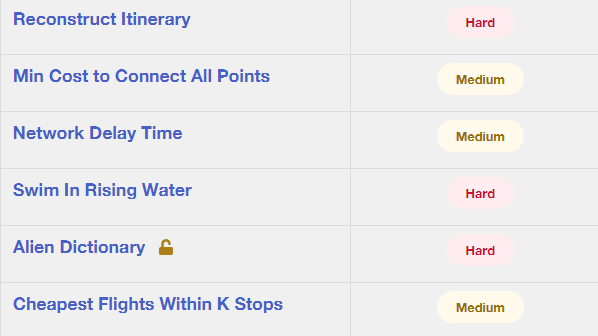 Reconstruct Itinerary Hard
Min Cost to Connect All Points Medium
Network Delay Time Medium
Swim In Rising Water Hard
Alien Dictionary Hard
Cheapest Flights Within K Stops Medium